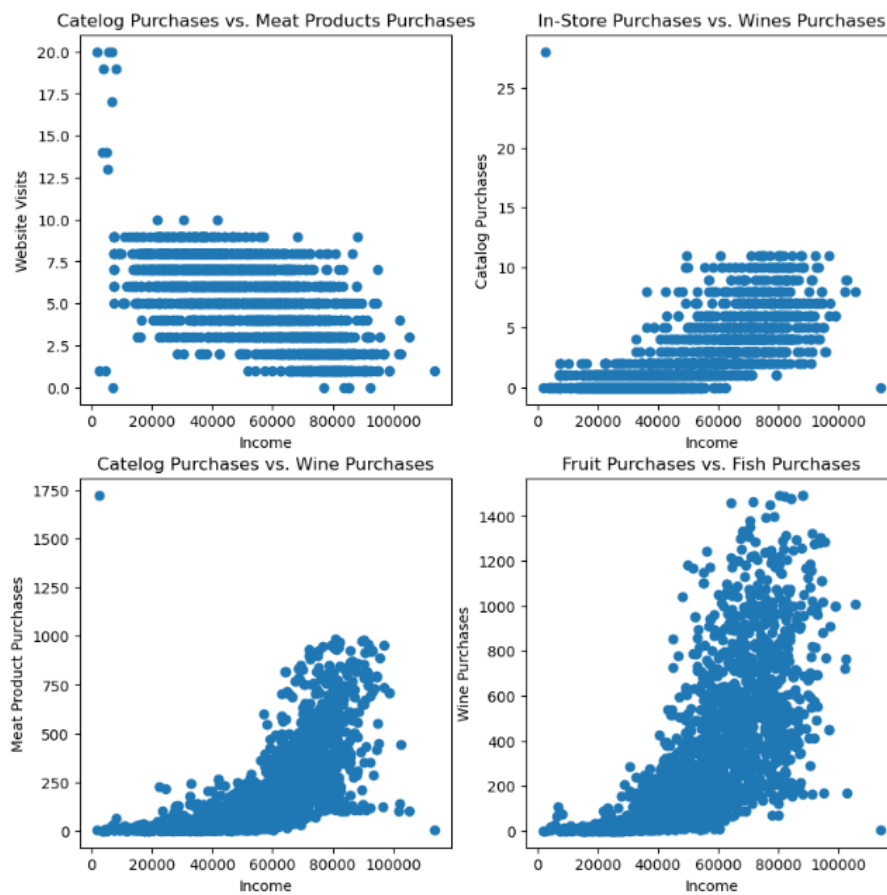 Catelog Purchases vs. Meat Products Purchases
Website Visits
20.0
17.5
15.0
12.5
10.0
7.5
5.0
2.5
0.0
0 20000 40000 60000 80000 100000
Income
In-Store Purchases vs. Wines Purchases
Catalog Purchases
25
20
15
10
5
0
0 20000 40000 60000 80000 100000
Income
Catelog Purchases vs. Wine Purchases
Meat Product Purchases
1750
1500
1250
1000
750
500
250
0
0 20000 40000 60000 80000 100000
Income
Fruit Purchases vs. Fish Purchases
Wine Purchases
1400
1200
1000
800
600
400
200
0
0 20000 40000 60000 80000 100000
Income